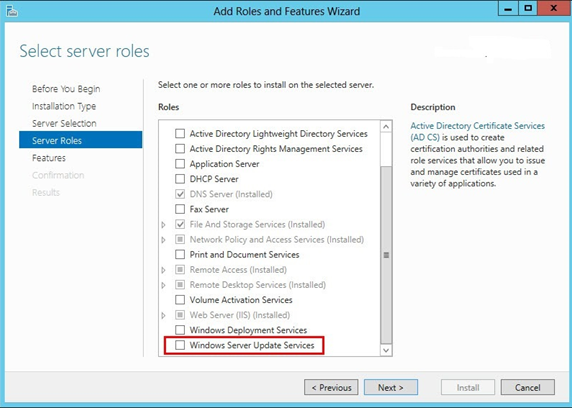 Add Roles and Features Wizard
Select server roles
Before You Begin
Installation Type
Server Selection
Server Roles
Features
Confirmation
Results
Select one or more roles to install on the selected server.
Roles
Active Directory Lightweight Directory Services
Active Directory Rights Management Services
Application Server
DHCP Server
DNS Server (Installed)
Fax Server
File And Storage Services (Installed)
Network Policy and Access Services (Installed)
Print and Document Services
Remote Access (Installed)
Remote Desktop Services (Installed)
Volume Activation Services
Web Server (IIS) (Installed)
Windows Deployment Services
Windows Server Update Services
Description
Active Directory Certificate Services
(AD CS) is used to create
certification authorities and related
role services that allow you to issue
and manage certificates used in a
variety of applications.
< Previous
Next >
Install
Cancel